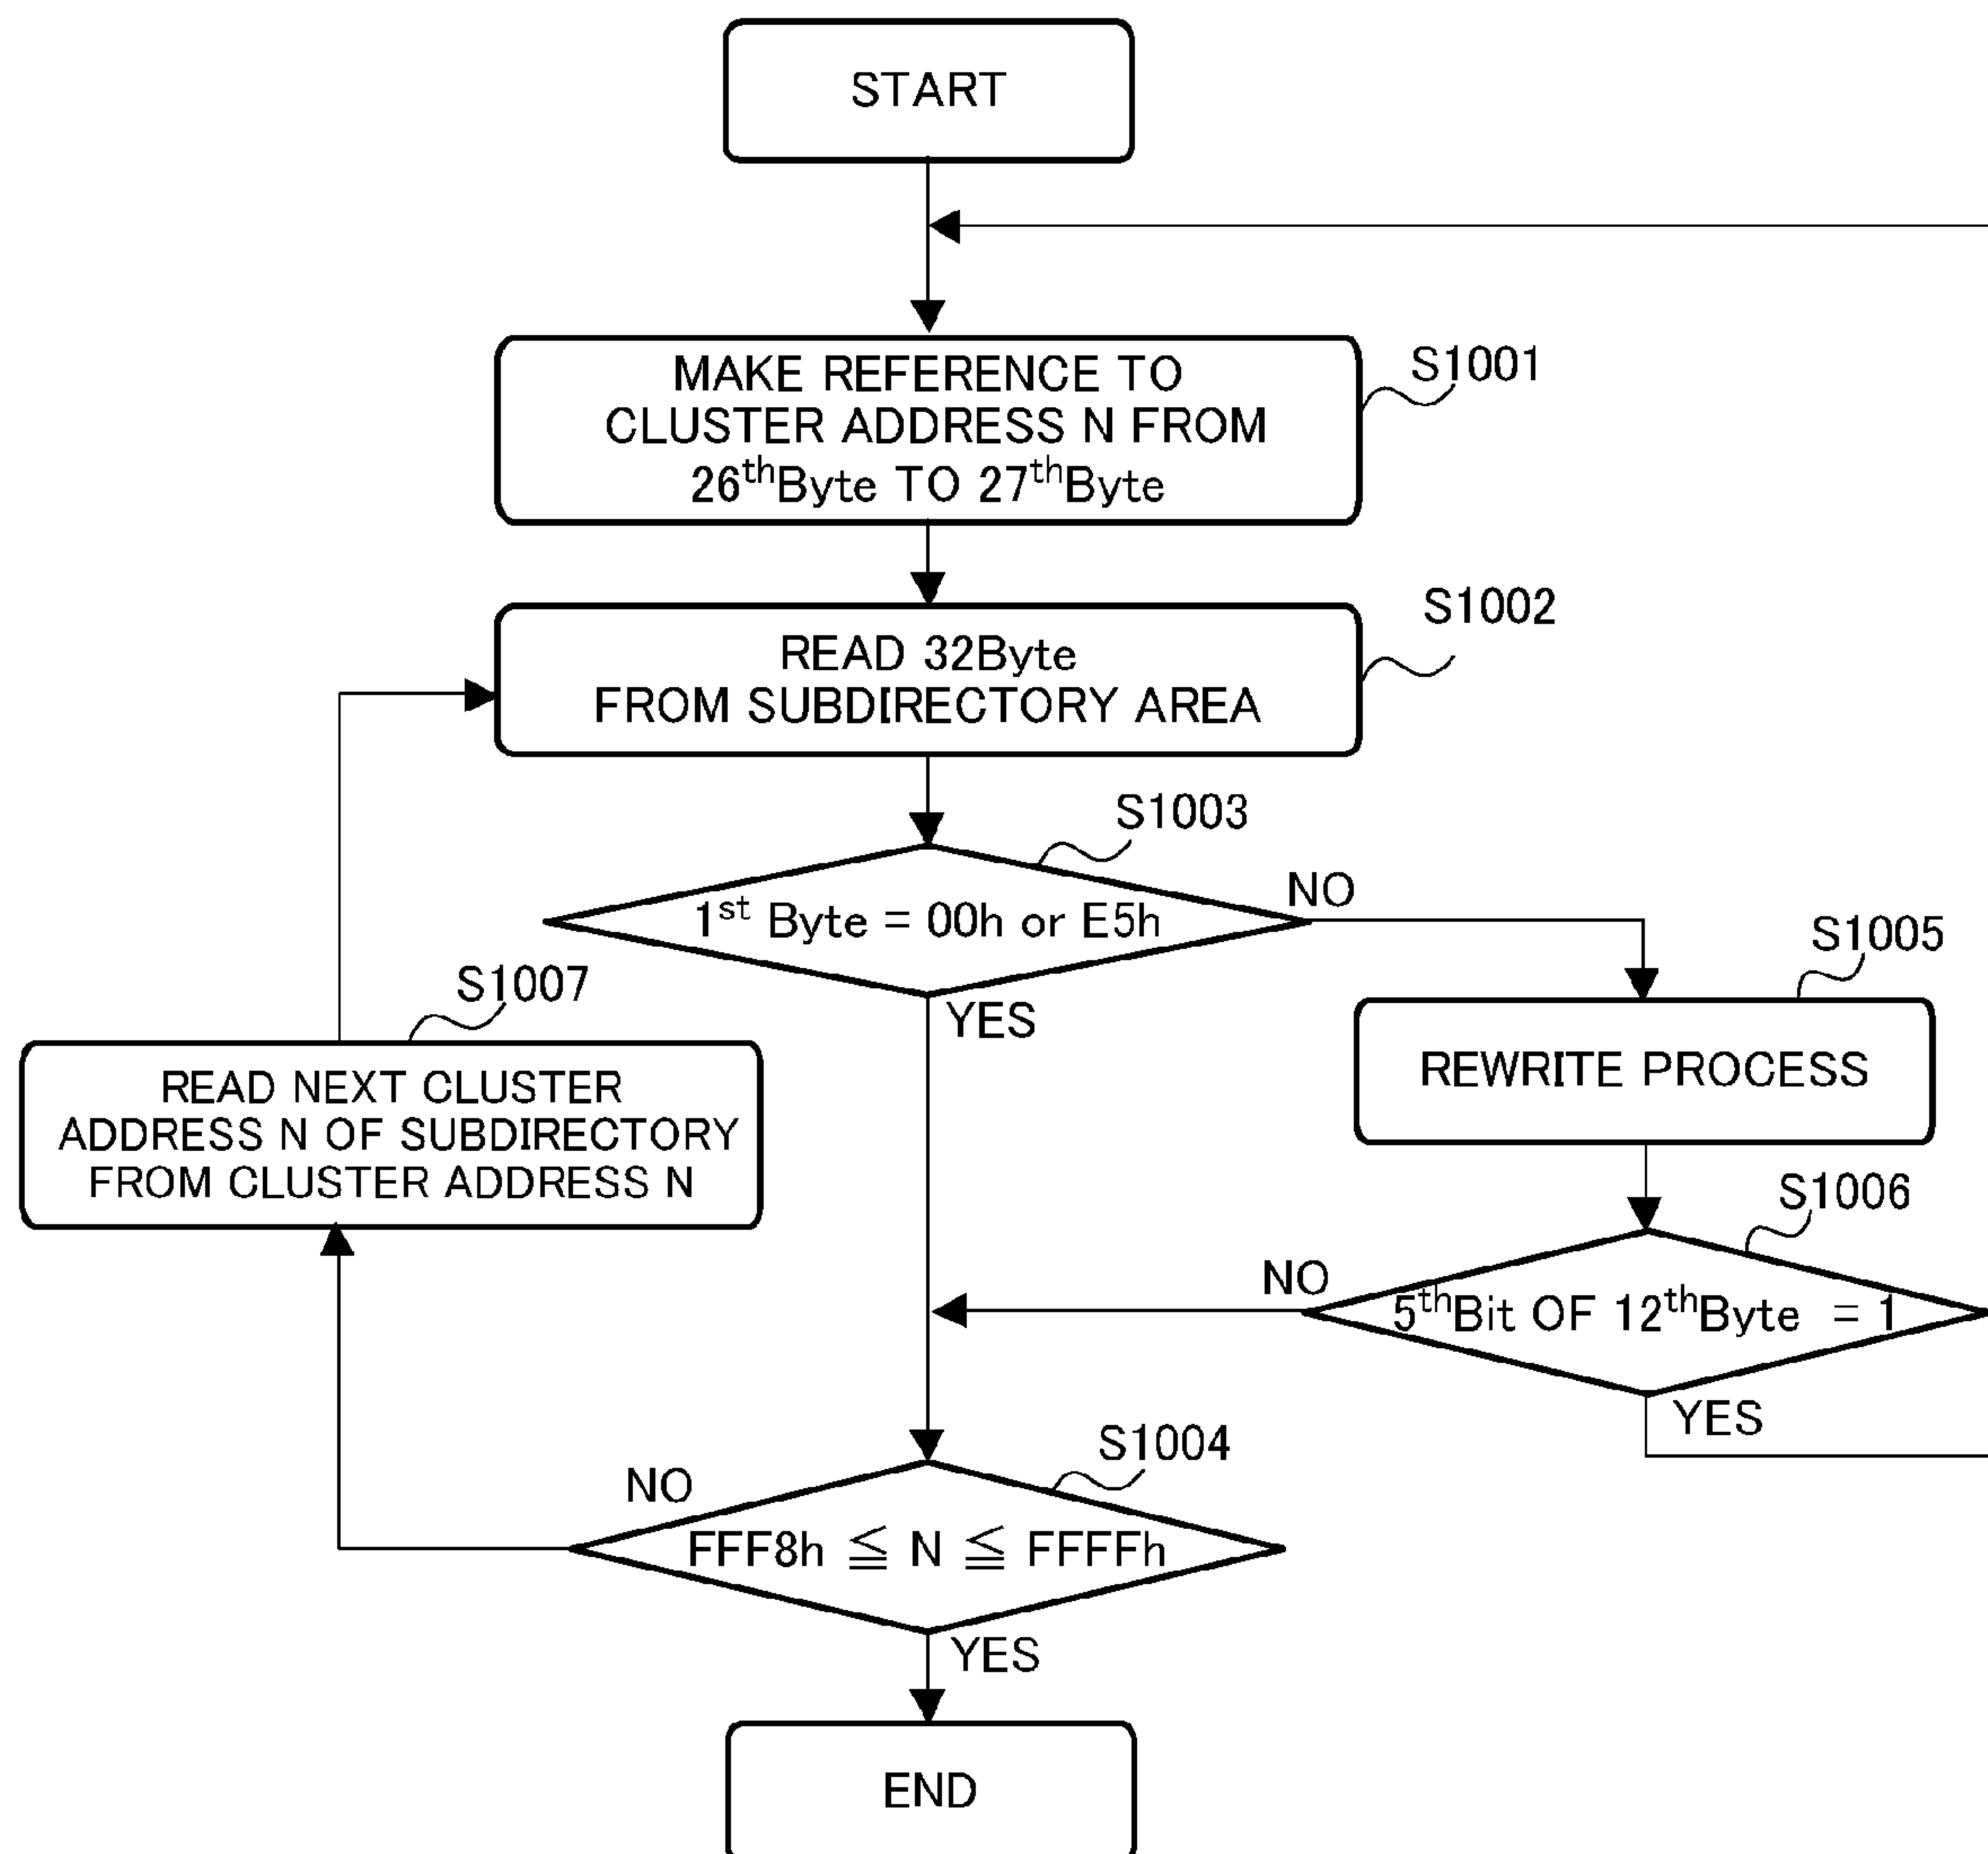 START
MAKE REFERENCE TO
CLUSTER ADDRESS N FROM
26thByte TO 27thByte
S1001
READ 32Byte
FROM SUBDIRECTORY AREA
S1002
1st Byte = 00h or E5h
S1003
NO
YES
S1005
REWRITE PROCESS
S1007
READ NEXT CLUSTER
ADDRESS N OF SUBDIRECTORY
FROM CLUSTER ADDRESS N
S1006
5thBit OF 12thByte = 1
NO
YES
S1004
FFF8h ≦ N ≦ FFFFh
NO
YES
END